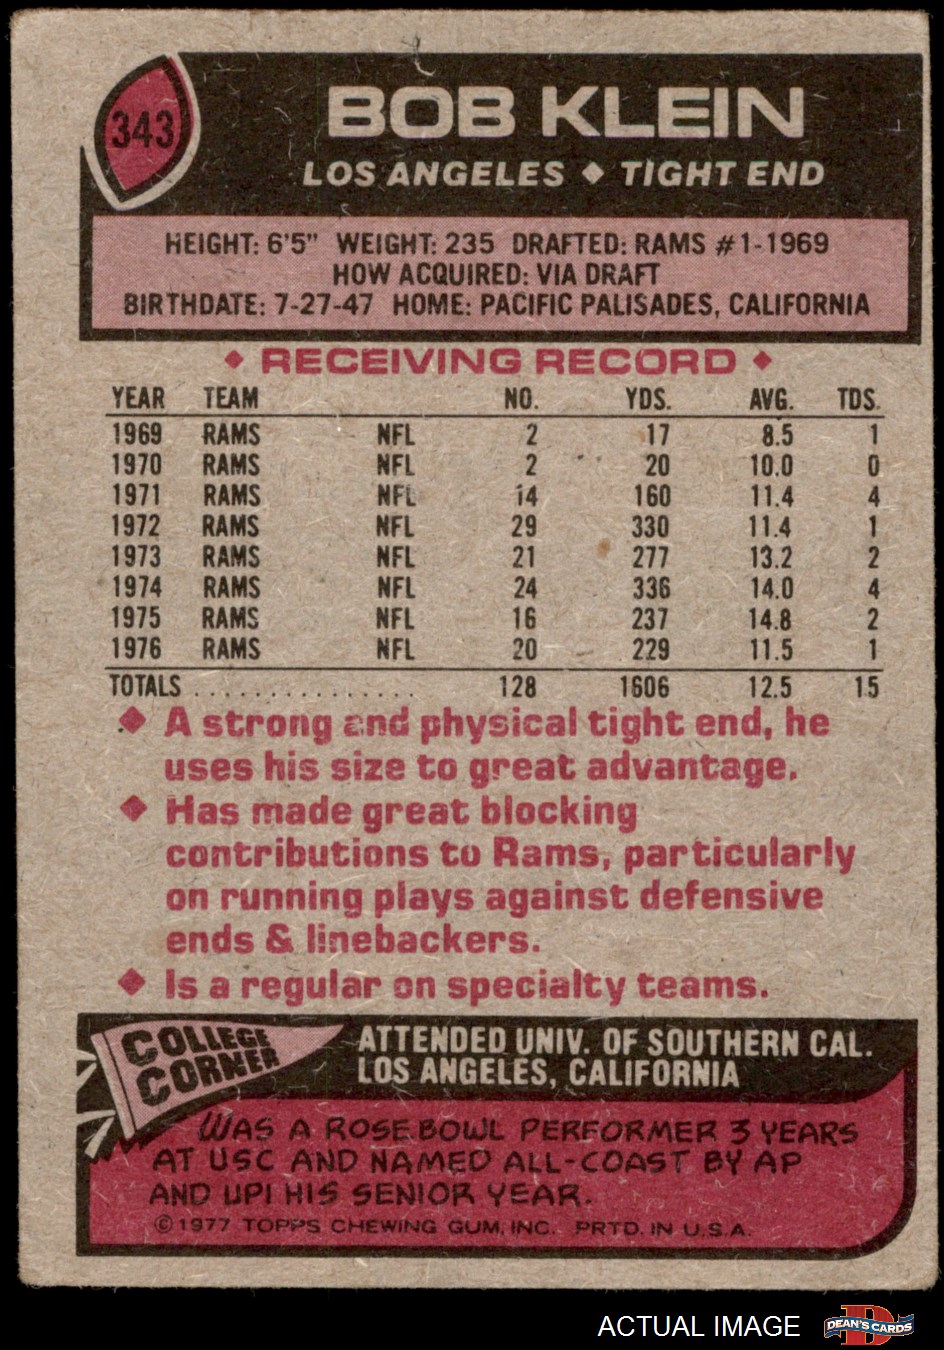 343
BOB KLEIN
LOS ANGELES ♦ TIGHT END
HEIGHT: 6'5" WEIGHT: 235 DRAFTED: RAMS #1-1969
HOW ACQUIRED: VIA DRAFT
BIRTHDATE: 7-27-47 HOME: PACIFIC PALISADES, CALIFORNIA
♦ RECEIVING RECORD ♦
YEAR TEAM NO. YDS. AVG. TDS.
1969 RAMS NFL 2 17 8.5 1
1970 RAMS NFL 2 20 10.0 0
1971 RAMS NFL 14 160 11.4 4
1972 RAMS NFL 29 330 11.4 1
1973 RAMS NFL 21 277 13.2 2
1974 RAMS NFL 24 336 14.0 4
1975 RAMS NFL 16 237 14.8 2
1976 RAMS NFL 20 229 11.5 1
TOTALS ................ 128 1606 12.5 15
♦ A strong and physical tight end, he
uses his size to great advantage.
♦ Has made great blocking
contributions to Rams, particularly
on running plays against defensive
ends & linebackers.
♦ Is a regular on specialty teams.
COLLEGE
CORNER
ATTENDED UNIV. OF SOUTHERN CAL.
LOS ANGELES, CALIFORNIA
WAS A ROSE BOWL PERFORMER 3 YEARS
AT USC AND NAMED ALL-COAST BY AP
AND UPI HIS SENIOR YEAR.
©1977 TOPPS CHEWING GUM, INC. PRTD. IN U.S.A.
ACTUAL IMAGE
D
DEAN'S CARDS